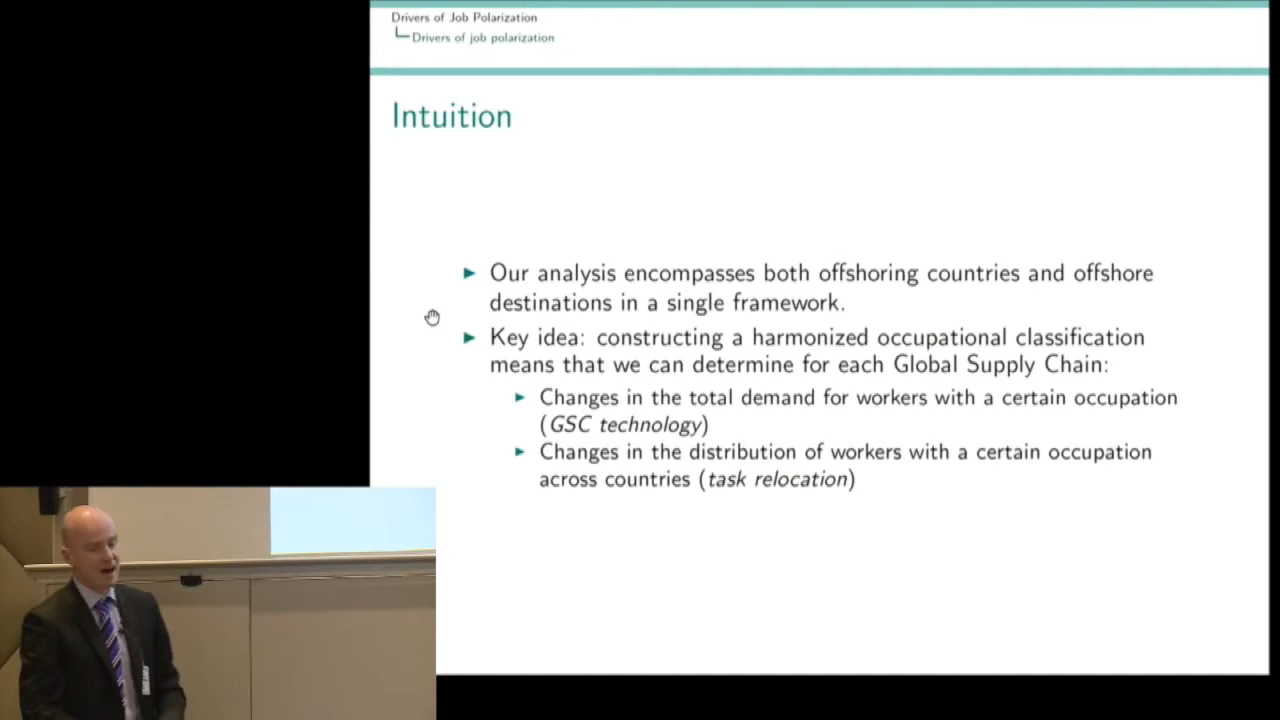 Drivers of Job Polarization
Drivers of job polarization
Intuition
Our analysis encompasses both offshoring countries and offshore
destinations in a single framework.
Key idea: constructing a harmonized occupational classification
means that we can determine for each Global Supply Chain:
Changes in the total demand for workers with a certain occupation
(GSC technology)
Changes in the distribution of workers with a certain occupation
across countries (task relocation)